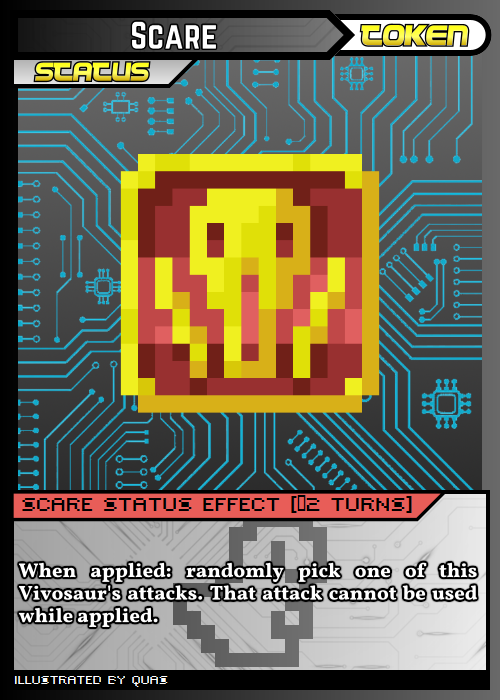 SCARE
TOKEN
STATUS
SCARE STATUS EFFECT [▯2 TURNS]
When applied: randomly pick one of this
Vivosaur's attacks. That attack cannot be used
while applied.
ILLUSTRATED BY QUAS